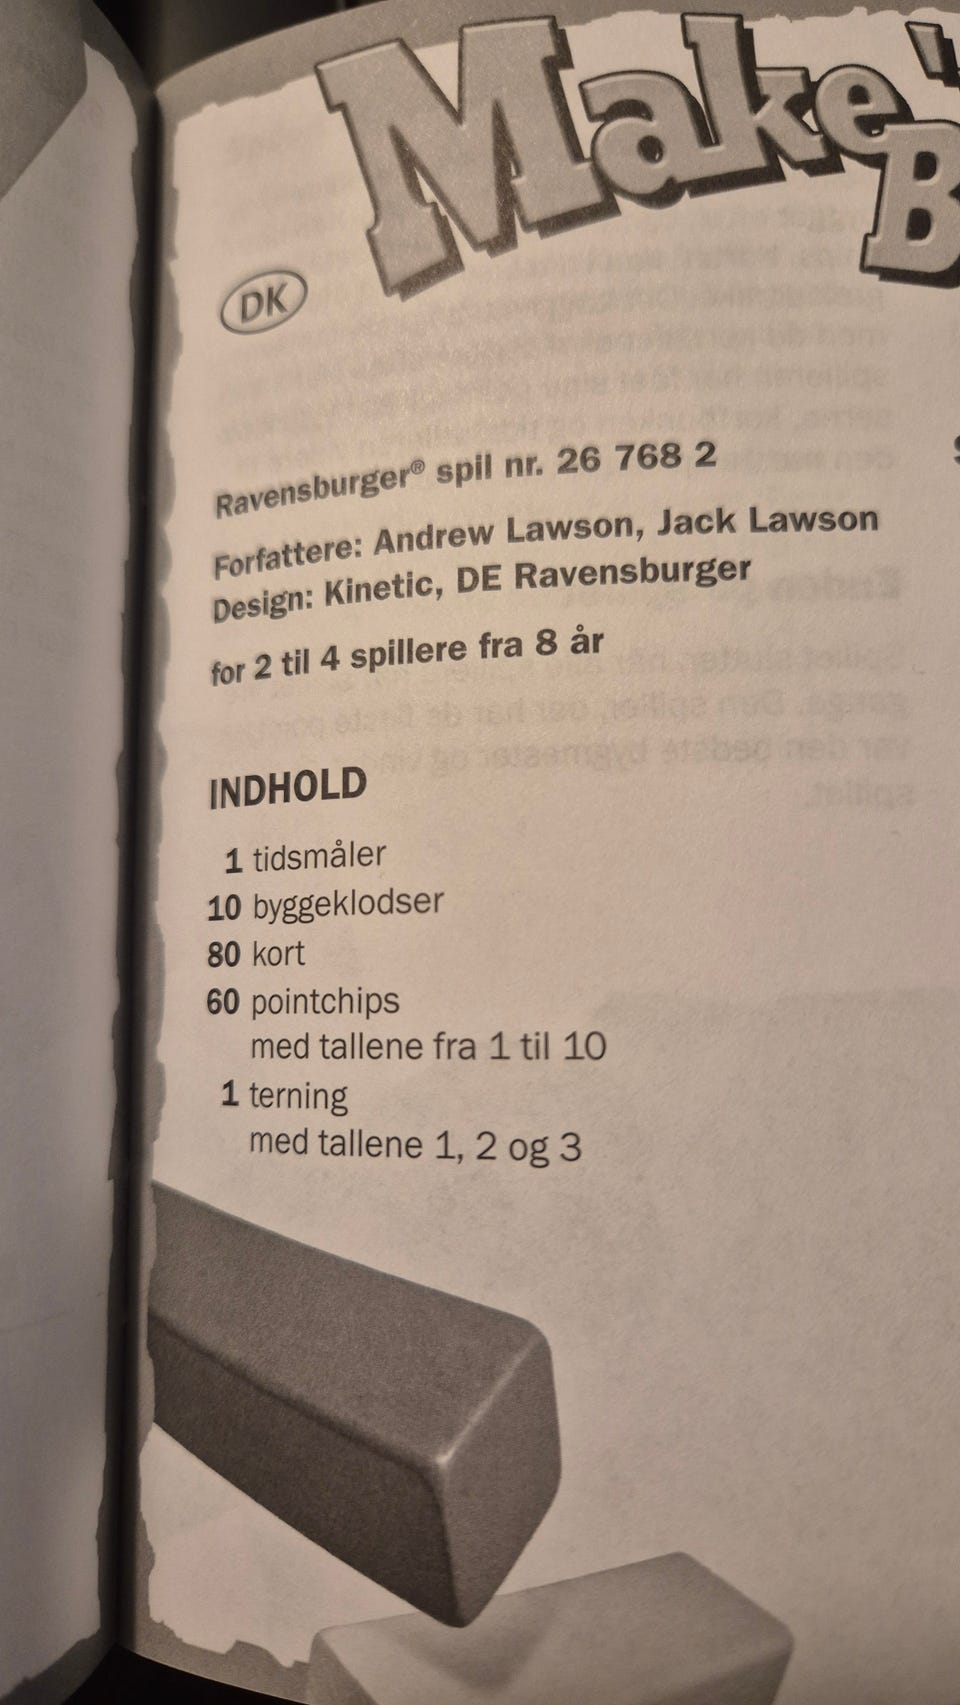 Make'
B
DK
Ravensburger® spil nr. 26 768 2
Forfattere: Andrew Lawson, Jack Lawson
Design: Kinetic, DE Ravensburger
for 2 til 4 spillere fra 8 år
INDHOLD
1 tidsmåler
10 byggeklodser
80 kort
60 pointchips
med tallene fra 1 til 10
1 terning
med tallene 1, 2 og 3